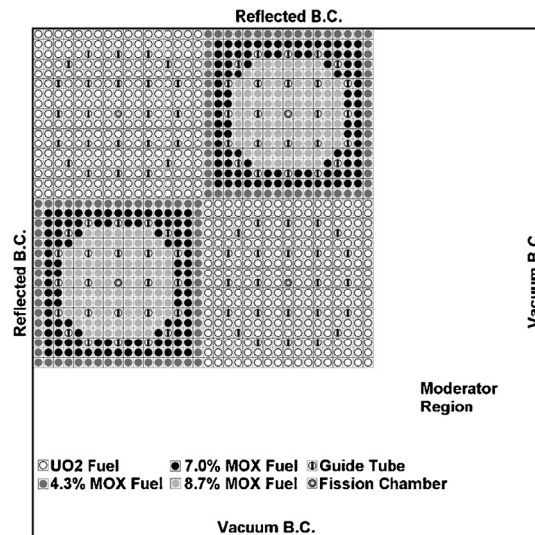 Reflected B.C.
Reflected B.C.
Vacuum B.C.
Moderator
Region
UO2 Fuel 7.0% MOX Fuel Guide Tube
4.3% MOX Fuel 8.7% MOX Fuel Fission Chamber
Vacuum B.C.